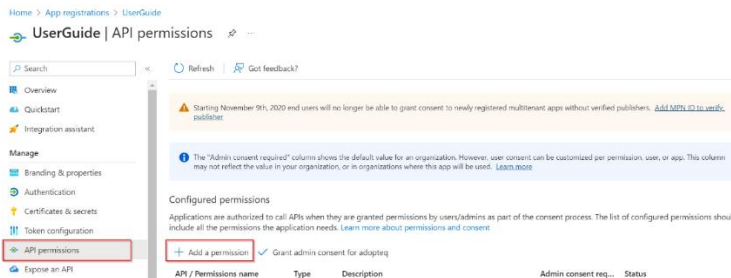 Home > App registrations > UserGuide
UserGuide | API permissions
Search
Refresh
Got feedback?
Overview
Quickstart
Integration assistant
Manage
Branding & properties
Authentication
Certificates & secrets
Token configuration
API permissions
Expose an API
Starting November 9th, 2020 end users will no longer be able to grant consent to newly registered multitenant apps without verified publishers. Add MPN ID to verify
publisher
The "Admin consent required" column shows the default value for an organization. However, user consent can be customized per permission, user, or app. This column
may not reflect the value in your organization, or in organizations where this app will be used. Learn more
Configured permissions
Applications are authorized to call APIs when they are granted permissions by users/admins as part of the consent process. The list of configured permissions shoul
include all the permissions the application needs. Learn more about permissions and consent
Add a permission
Grant admin consent for adopteq
API / Permissions name Type Description Admin consent req... Status